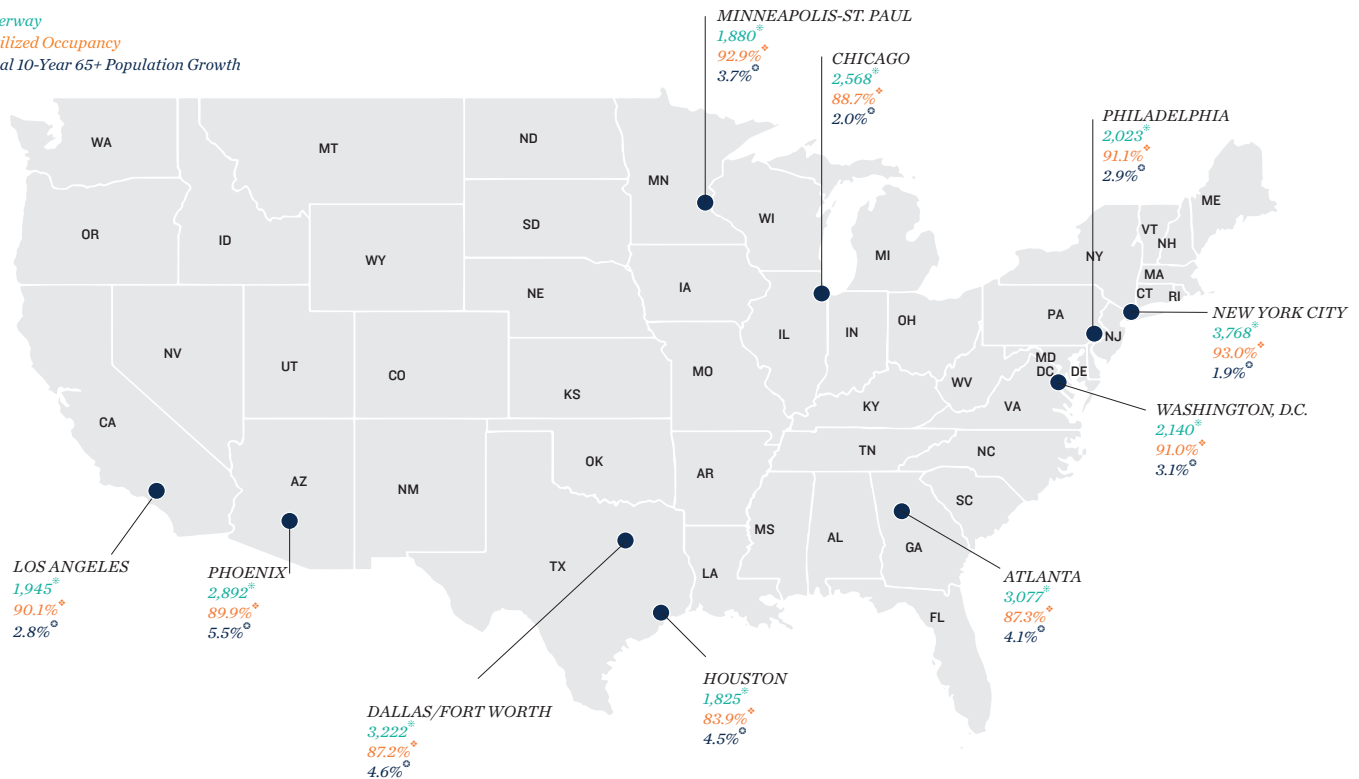 Occupancy
10-Year 65+ Population Growth
MINNEAPOLIS-ST. PAUL
1,880
92.9%
3.7%
CHICAGO
2,568
88.7%
2.0%
PHILADELPHIA
2,023
91.1%
2.9%
WA
MT
ND
MN
OR
ID
WY
SD
WI
MI
NY
VT
NH
ME
MA
CT
RI
NE
IA
NV
UT
CO
KS
MO
IL
IN
OH
PA
NJ
MD
DC
DE
WV
VA
KY
CA
AZ
NM
OK
AR
TN
NC
SC
MS
AL
GA
TX
LA
FL
NEW YORK CITY
3,768
93.0%
1.9%
WASHINGTON, D.C.
2,140
91.0%
3.1%
LOS ANGELES
1,945
90.1%
2.8%
PHOENIX
2,892
89.9%
5.5%
ATLANTA
3,077
87.3%
4.1%
DALLAS/FORT WORTH
3,222
87.2%
4.6%
HOUSTON
1,825
83.9%
4.5%